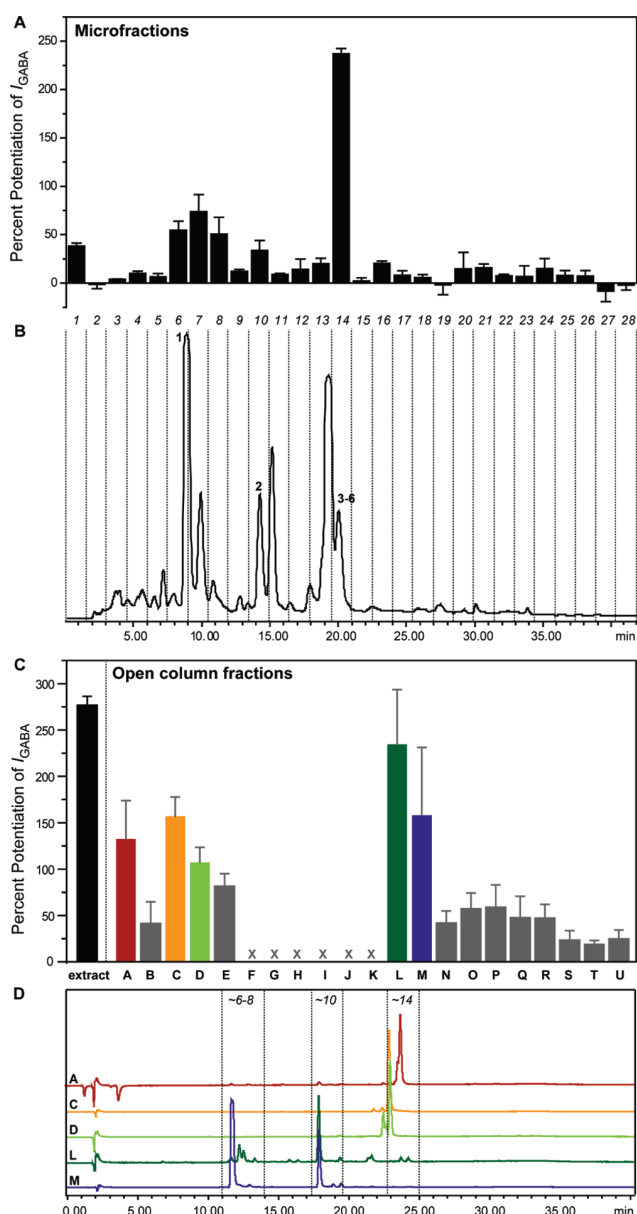 A
Microfractions
Percent Potentiation of IGABA
250
200
150
100
50
0
1 2 3 4 5 6 7 8 9 10 11 12 13 14 15 16 17 18 19 20 21 22 23 24 25 26 27 28
B
1
2
3-6
5.00 10.00 15.00 20.00 25.00 30.00 35.00 min
C
Open column fractions
Percent Potentiation of IGABA
300
250
200
150
100
50
0
X X X X X X
extract A B C D E F G H I J K L M N O P Q R S T U
D
~6-8 ~10 ~14
A
C
D
L
M
0.00 5.00 10.00 15.00 20.00 25.00 30.00 35.00 min